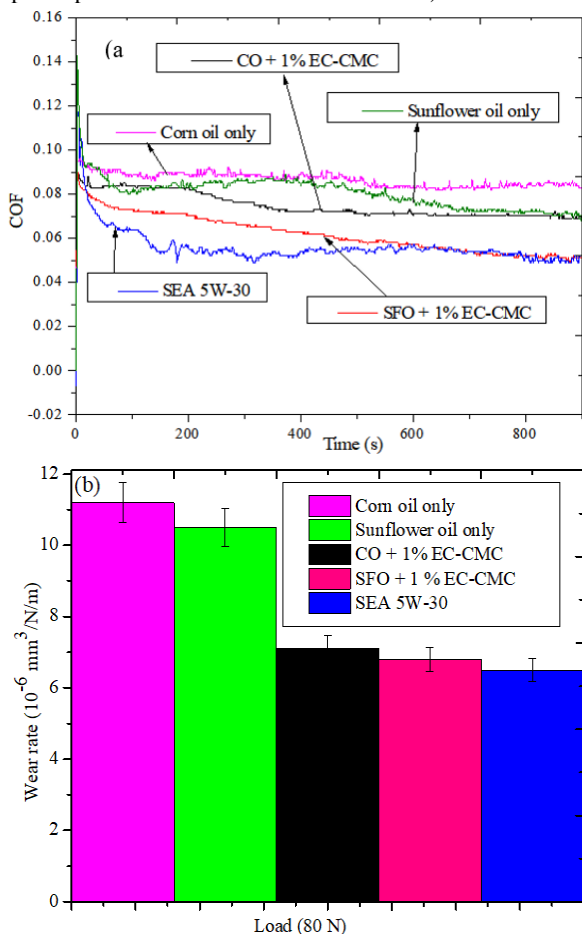 0.16
(a
CO + 1% EC-CMC
0.14
0.12
Sunflower oil only
Corn oil only
0.10
0.08
COF
0.06
0.04
SEA 5W-30
SFO + 1% EC-CMC
0.02
0.00
-0.02
0 200 400 600 800
Time (s)
(b)
12
10
8
6
4
2
0
Wear rate (10-6 mm3/N/m)
Corn oil only
Sunflower oil only
CO + 1% EC-CMC
SFO + 1 % EC-CMC
SEA 5W-30
Load (80 N)